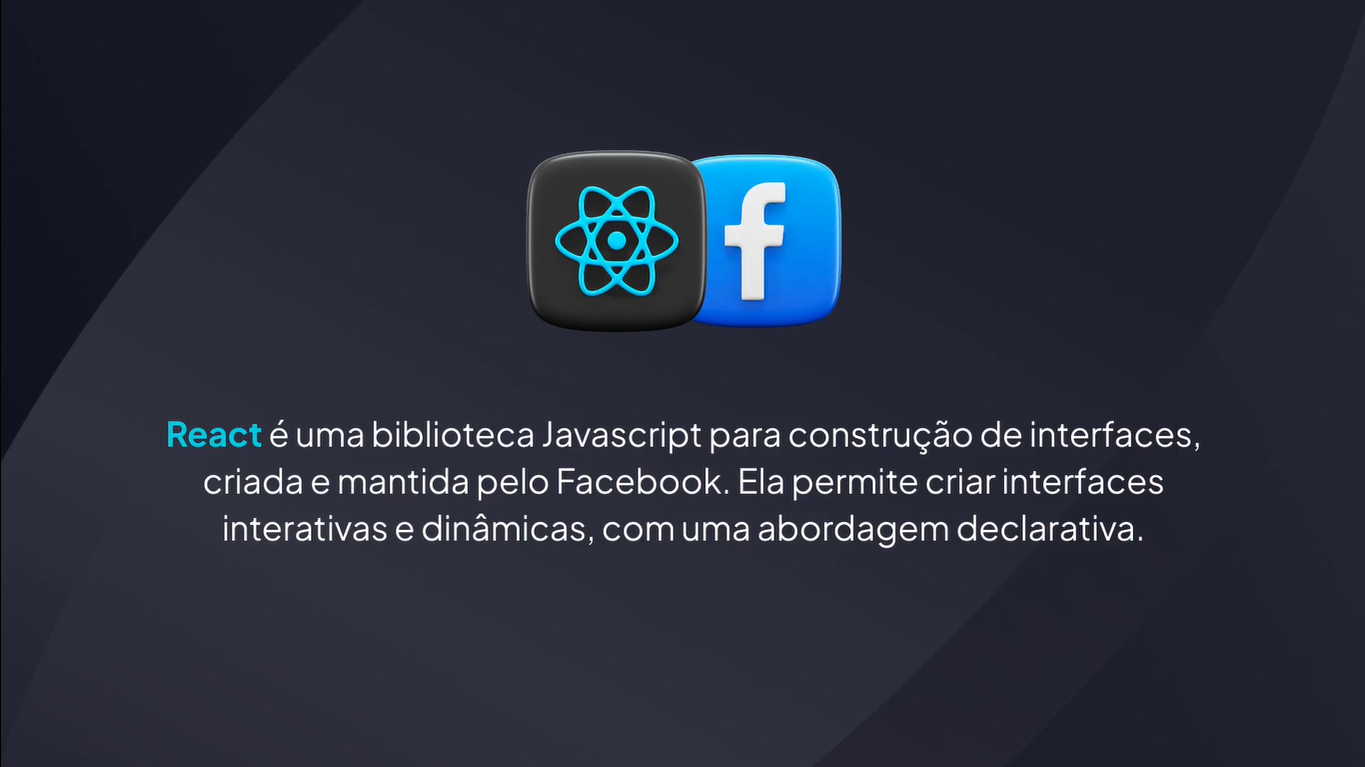 React é uma biblioteca Javascript para construção de interfaces,
criada e mantida pelo Facebook. Ela permite criar interfaces
interativas e dinâmicas, com uma abordagem declarativa.